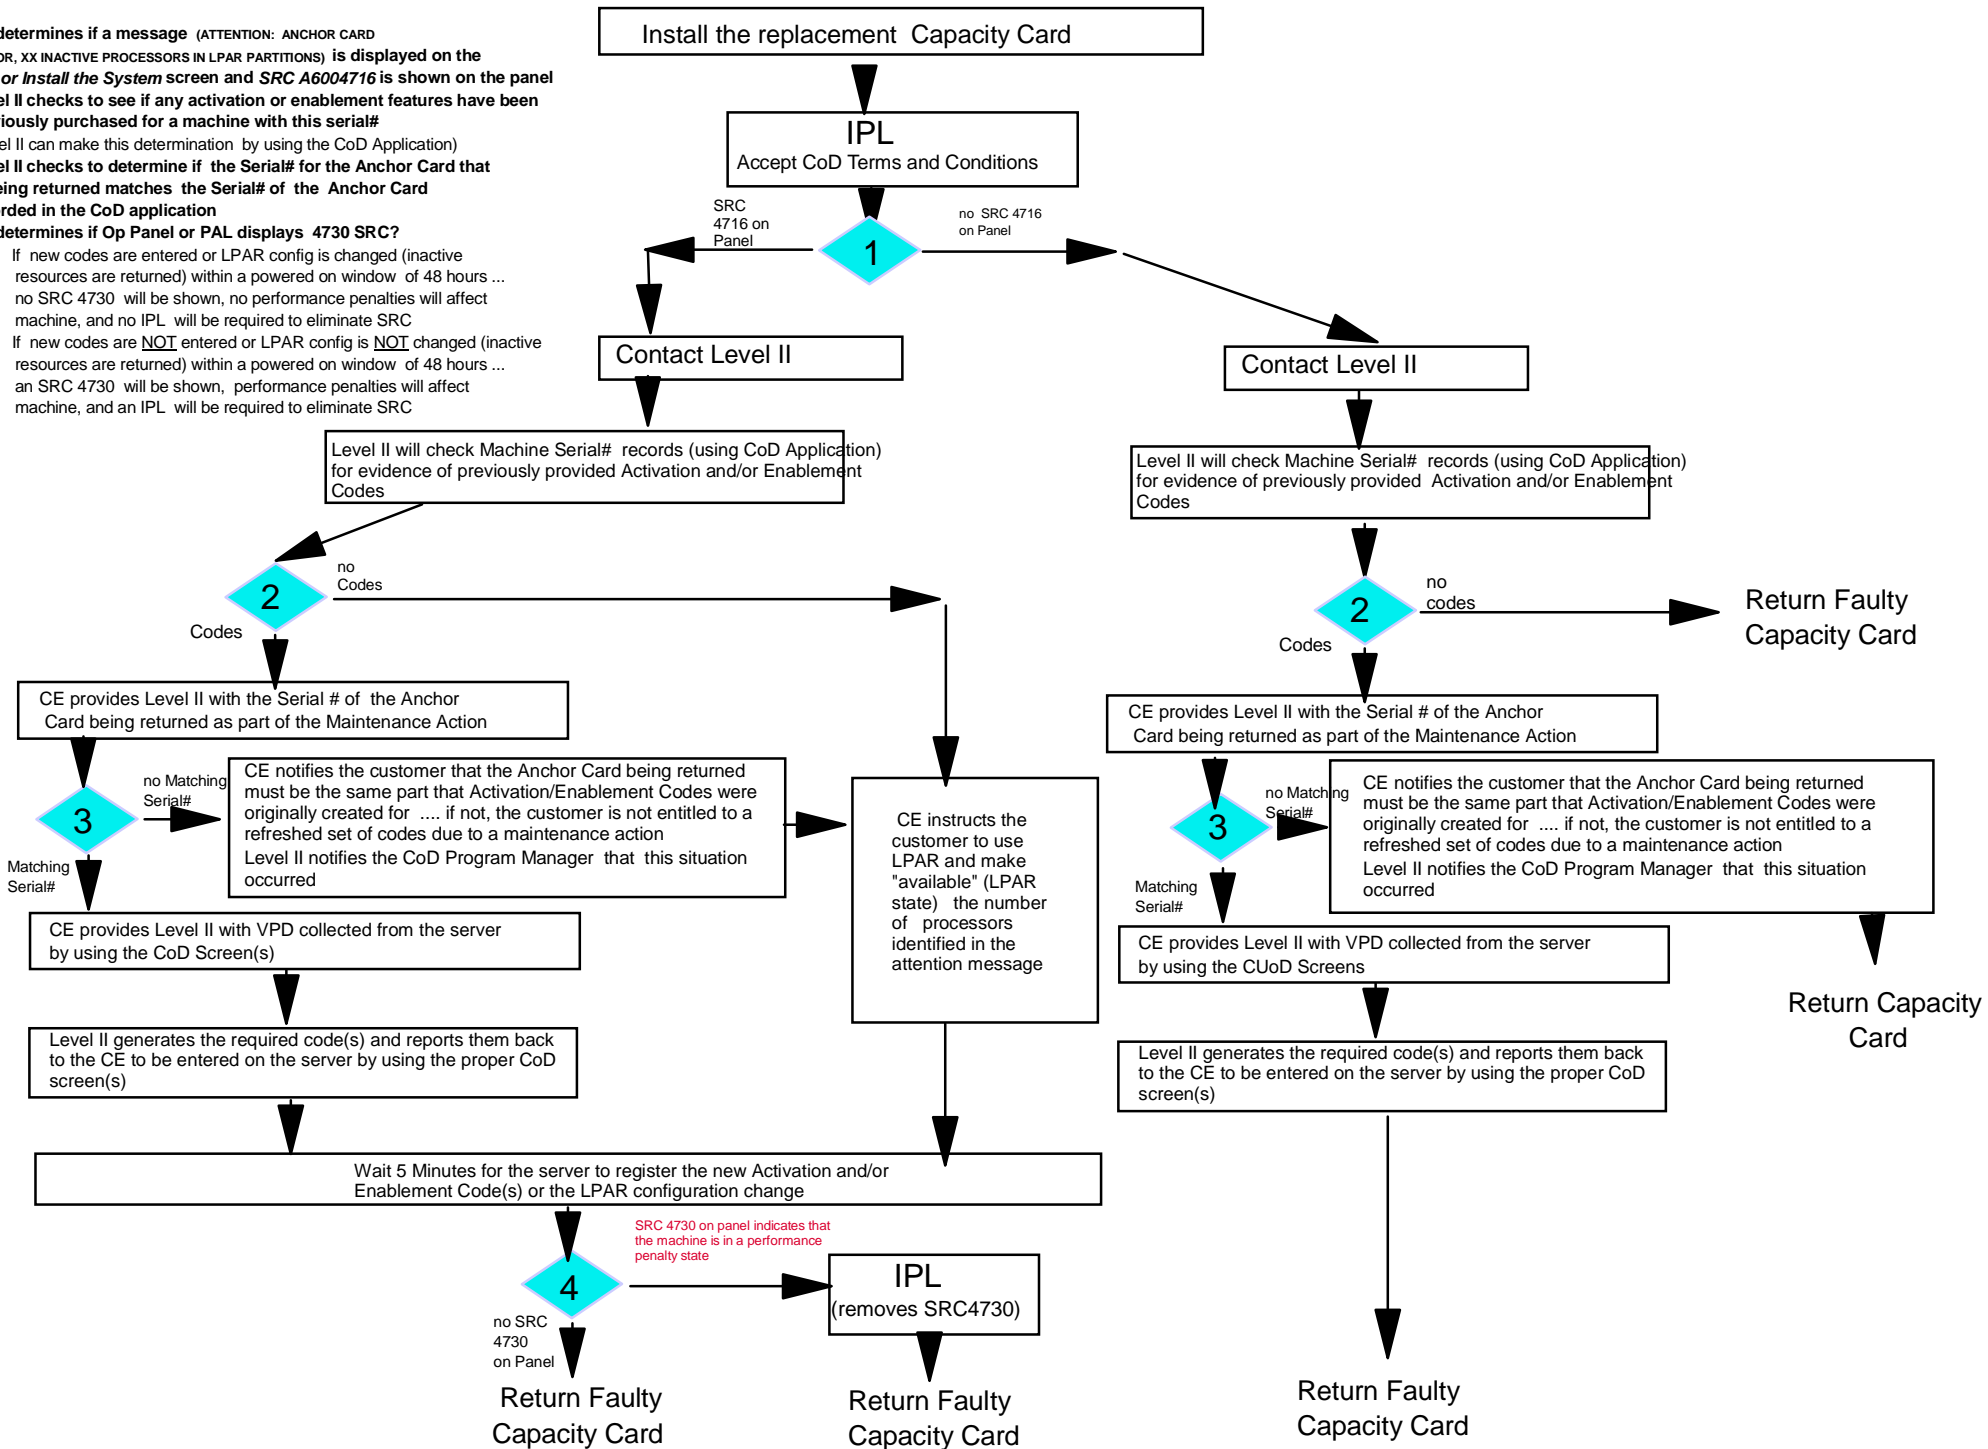 determines if a message (ATTENTION: ANCHOR CARD
OR, XX INACTIVE PROCESSORS IN LPAR PARTITIONS) is displayed on the
or Install the System screen and SRC A6004716 is shown on the panel
el II checks to see if any activation or enablement features have been
iously purchased for a machine with this serial#
el II can make this determination by using the CoD Application)
el II checks to determine if the Serial# for the Anchor Card that
eing returned matches the Serial# of the Anchor Card
orded in the CoD application
determines if Op Panel or PAL displays 4730 SRC?
If new codes are entered or LPAR config is changed (inactive
resources are returned) within a powered on window of 48 hours ...
no SRC 4730 will be shown, no performance penalties will affect
machine, and no IPL will be required to eliminate SRC
If new codes are NOT entered or LPAR config is NOT changed (inactive
resources are returned) within a powered on window of 48 hours ...
an SRC 4730 will be shown, performance penalties will affect
machine, and an IPL will be required to eliminate SRC
Install the replacement Capacity Card
IPL
Accept CoD Terms and Conditions
SRC
4716 on
Panel
1
no SRC 4716
on Panel
Contact Level II
Contact Level II
Level II will check Machine Serial# records (using CoD Application)
for evidence of previously provided Activation and/or Enablement
Codes
Level II will check Machine Serial# records (using CoD Application)
for evidence of previously provided Activation and/or Enablement
Codes
2
no
Codes
Codes
2
no
codes
Codes
Return Faulty
Capacity Card
CE provides Level II with the Serial # of the Anchor
Card being returned as part of the Maintenance Action
CE provides Level II with the Serial # of the Anchor
Card being returned as part of the Maintenance Action
3
no Matching
Serial#
Matching
Serial#
CE notifies the customer that the Anchor Card being returned
must be the same part that Activation/Enablement Codes were
originally created for .... if not, the customer is not entitled to a
refreshed set of codes due to a maintenance action
Level II notifies the CoD Program Manager that this situation
occurred
CE instructs the
customer to use
LPAR and make
"available" (LPAR
state) the number
of processors
identified in the
attention message
3
no Matching
Serial#
Matching
Serial#
CE notifies the customer that the Anchor Card being returned
must be the same part that Activation/Enablement Codes were
originally created for .... if not, the customer is not entitled to a
refreshed set of codes due to a maintenance action
Level II notifies the CoD Program Manager that this situation
occurred
CE provides Level II with VPD collected from the server
by using the CoD Screen(s)
CE provides Level II with VPD collected from the server
by using the CUoD Screens
Return Capacity
Card
Level II generates the required code(s) and reports them back
to the CE to be entered on the server by using the proper CoD
screen(s)
Level II generates the required code(s) and reports them back
to the CE to be entered on the server by using the proper CoD
screen(s)
Wait 5 Minutes for the server to register the new Activation and/or
Enablement Code(s) or the LPAR configuration change
SRC 4730 on panel indicates that
the machine is in a performance
penalty state
4
no SRC
4730
on Panel
IPL
(removes SRC4730)
Return Faulty
Capacity Card
Return Faulty
Capacity Card
Return Faulty
Capacity Card